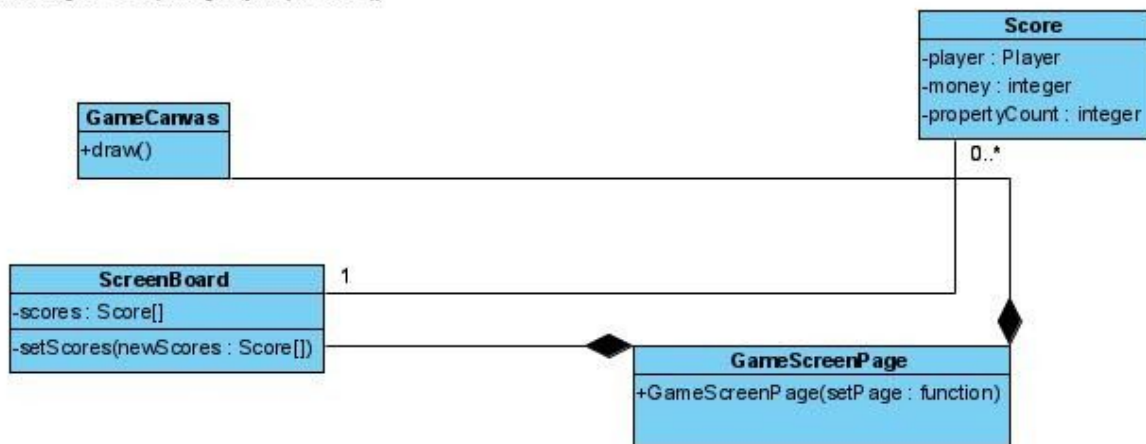 Score
-player : Player
-money : integer
-propertyCount : integer
0..*
GameCanvas
+draw()
ScreenBoard
1
-scores : Score[]
-setScores(newScores : Score[])
GameScreenPage
+GameScreenPage(setPage : function)